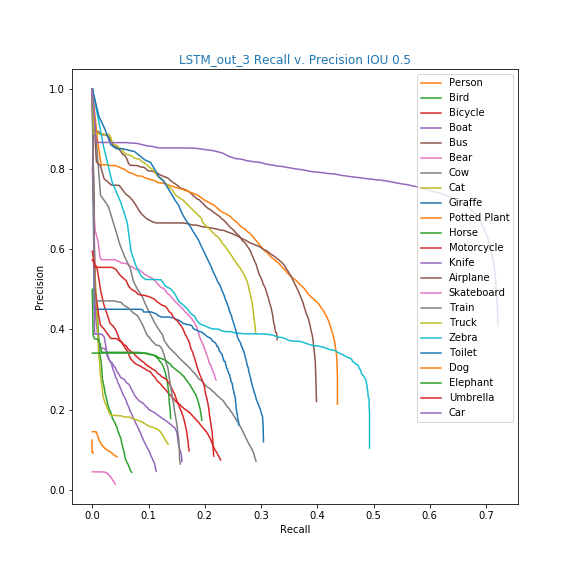 LSTM_out_3 Recall v. Precision IOU 0.5
Precision
1.0
0.8
0.6
0.4
0.2
0.0
0.0 0.1 0.2 0.3 0.4 0.5 0.6 0.7
Recall
Person
Bird
Bicycle
Boat
Bus
Bear
Cow
Cat
Giraffe
Potted Plant
Horse
Motorcycle
Knife
Airplane
Skateboard
Train
Truck
Zebra
Toilet
Dog
Elephant
Umbrella
Car